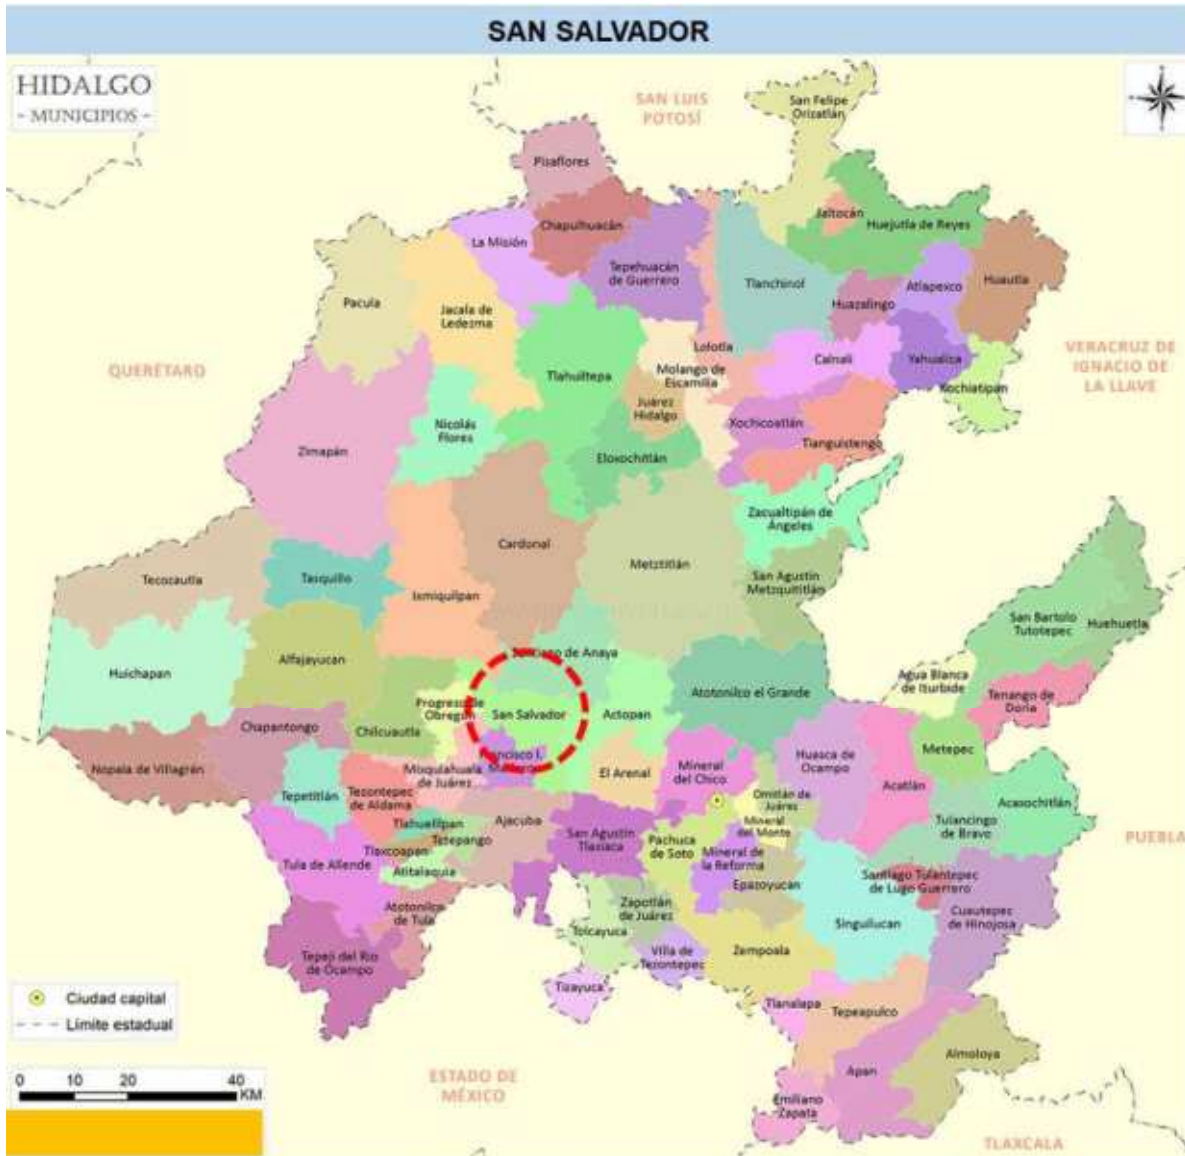 SAN SALVADOR
HIDALGO
- MUNICIPIOS -
SAN LUIS
POTOSÍ
San Felipe
Orizatlán
Pisaflores
Jaltocán
Huejutla de Reyes
Chapulhuacán
La Misión
Tepehuacán
de Guerrero
Tlanchinol
Atlapexco
Huautla
Huazalingo
Pacula
Jacala de
Ledezma
Lolotla
Calnali
Yahualica
VERACRUZ DE
IGNACIO DE
LA LLAVE
QUERÉTARO
Tlahuiltepa
Molango de
Escamilla
Xochiatipan
Juárez
Hidalgo
Nicolás
Flores
Xochicoatlán
Tianguistengo
Zimapán
Eloxochitlán
Zacualtipán de
Ángeles
Cardonal
Metztitlán
Tecozautla
Tasquillo
Ixmiquilpan
San Agustín
Metzquititlán
San Bartolo
Tutotepec
Huehuetla
Santiago de Anaya
Alfajayucan
Huichapan
Agua Blanca
de Iturbide
Atotonilco el Grande
Tenango de
Doria
Progreso de
Obregón
San Salvador
Actopan
Chapantongo
Chilcuautla
Metepec
Francisco I.
Madero
Huasca de
Ocampo
Nopala de Villagrán
Mixquiahuala
de Juárez
El Arenal
Mineral
del Chico
Acatlán
Tepetitlán
Tezontepec
de Aldama
Omitlán de
Juárez
Acaxochitlán
Tlahuelilpan
Ajacuba
Mineral
del Monte
Tulancingo
de Bravo
Tetepango
San Agustín
Tlaxiaca
Pachuca
de Soto
PUEBLA
Tlaxcoapan
Mineral de
la Reforma
Tula de Allende
Atitalaquia
Epazoyucan
Santiago Tulantepec
de Lugo Guerrero
Atotonilco
de Tula
Zapotlán
de Juárez
Cuautepec
de Hinojosa
Tolcayuca
Singuilucan
Tepeji del Río
de Ocampo
Villa de
Tezontepec
Zempoala
Tizayuca
Ciudad capital
Tlanalapa
Tepeapulco
Límite estadual
Almoloya
0 10 20 40
KM
ESTADO DE
MÉXICO
Apan
Emiliano
Zapata
TLAXCALA